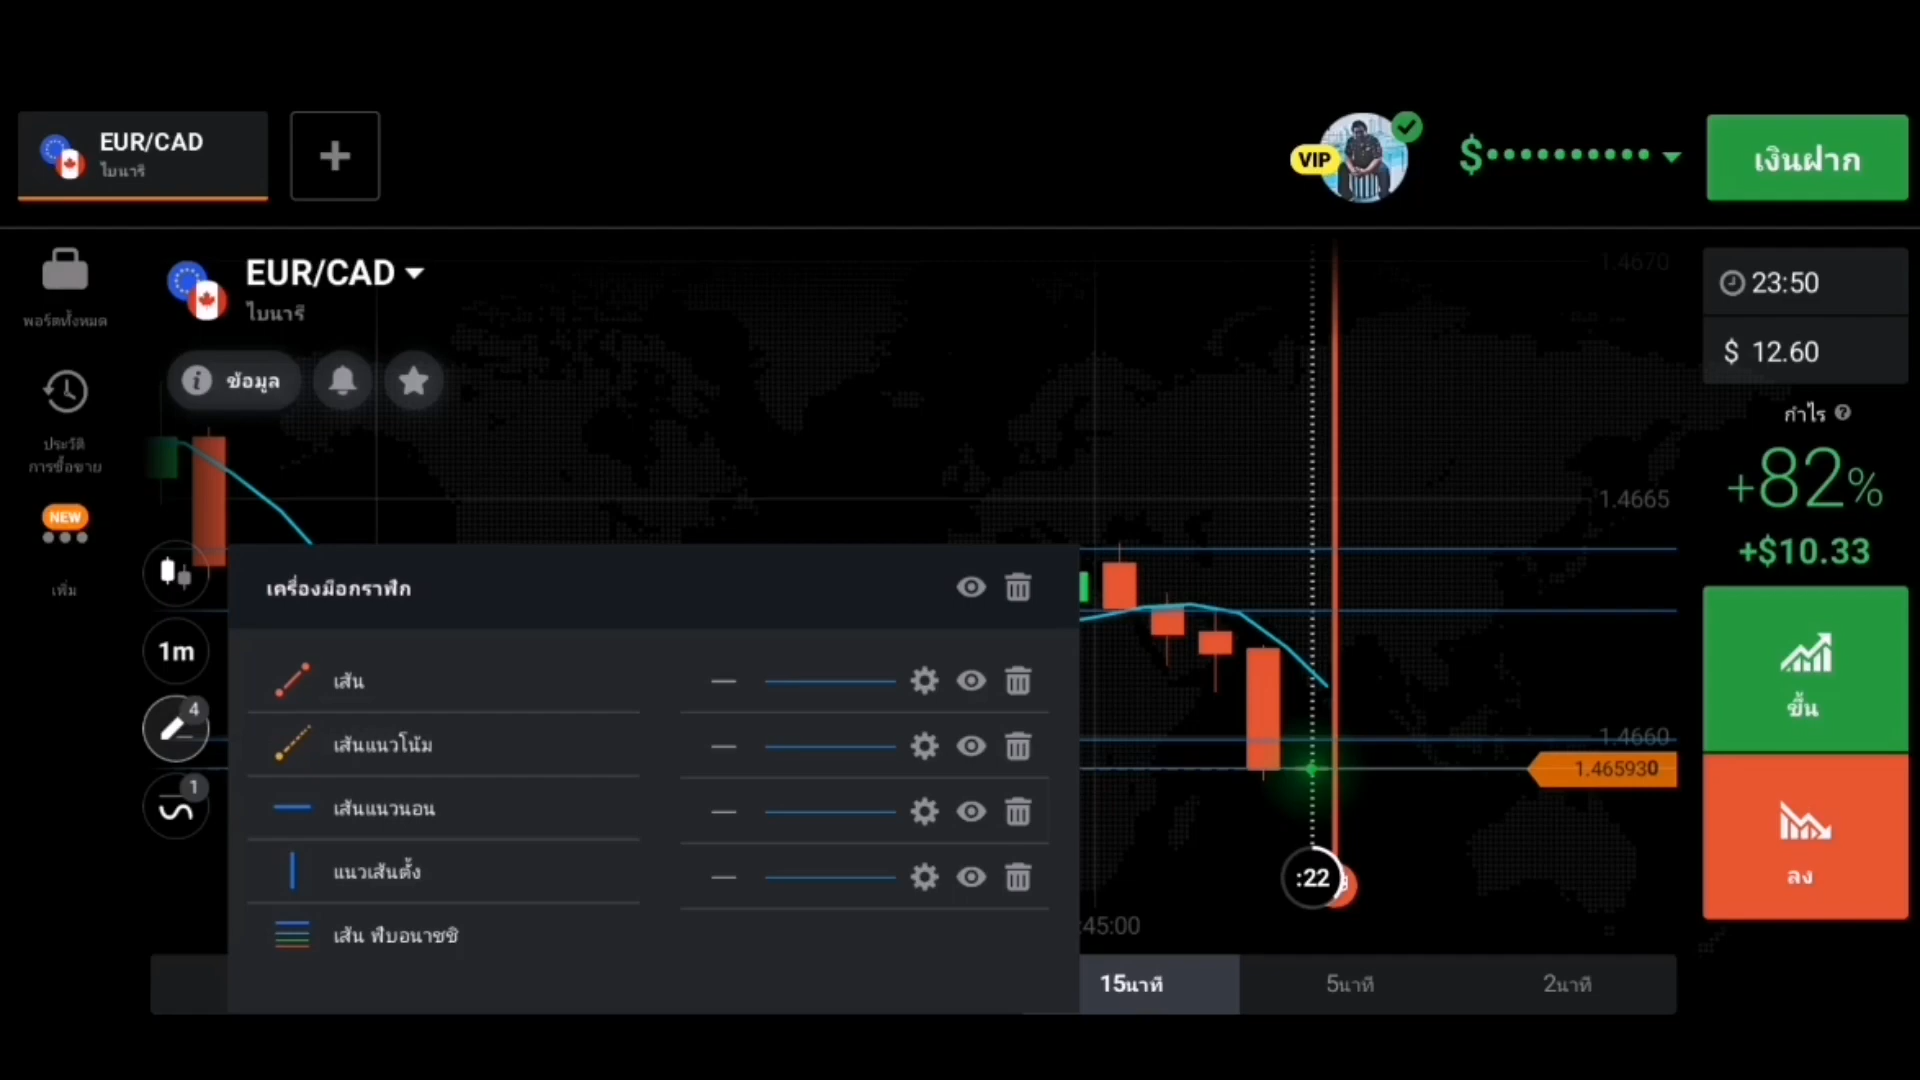 EUR/CAD
ไบนารี
VIP
$
เงินฝาก
พอร์ตทั้งหมด
EUR/CAD
ไบนารี
1.4670
23:50
$ 12.60
ข้อมูล
ประวัติ
การซื้อขาย
กำไร
+82%
+$10.33
1.4665
NEW
เพิ่ม
เครื่องมือกราฟิก
1m
เส้น
ขึ้น
4
เส้นแนวโน้ม
1.4660
1.465930
1
เส้นแนวนอน
แนวเส้นตั้ง
:22
ลง
เส้น ฟิบอนาชชิ
:45:00
15นาที
5นาที
2นาที